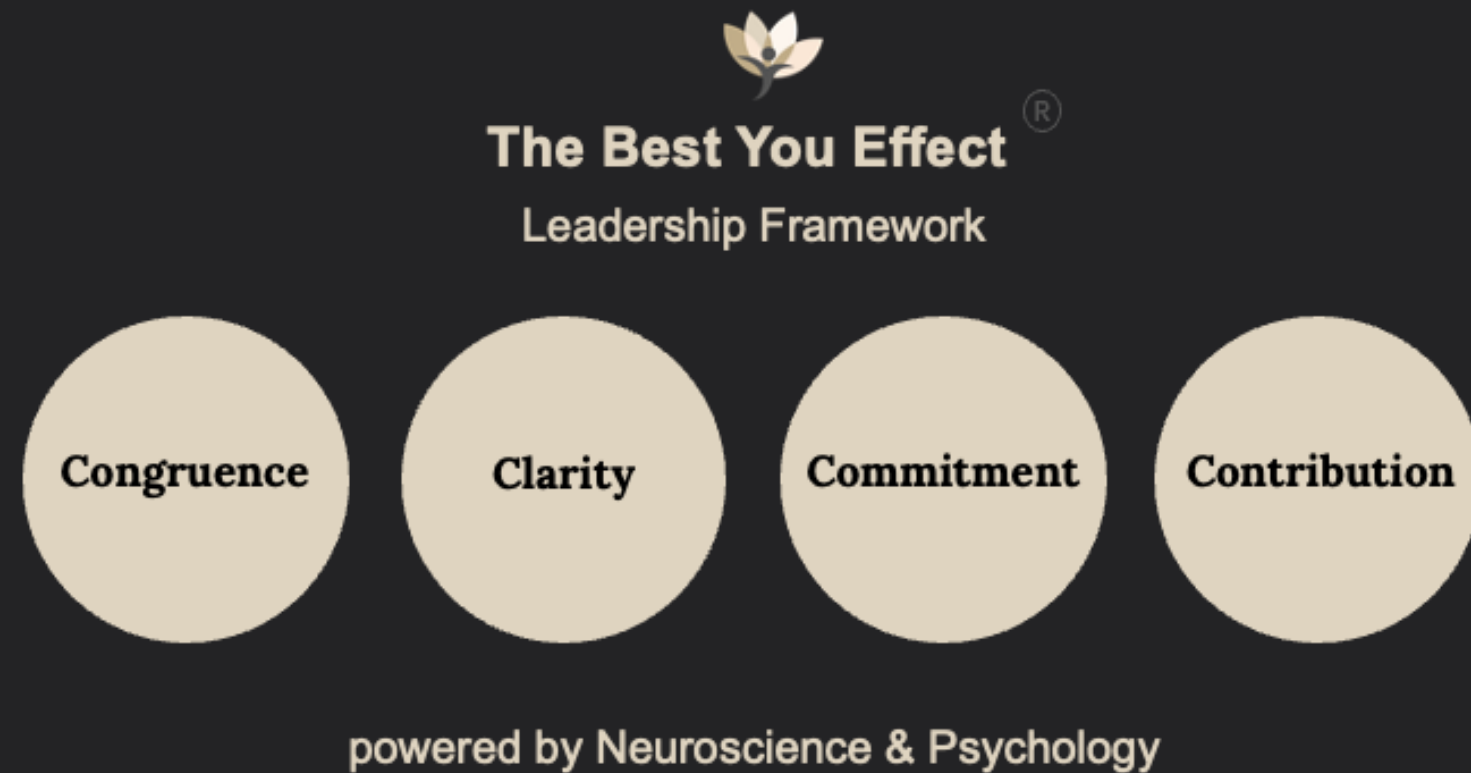 ®
The Best You Effect
Leadership Framework
Congruence
Clarity
Commitment
Contribution
powered by Neuroscience & Psychology